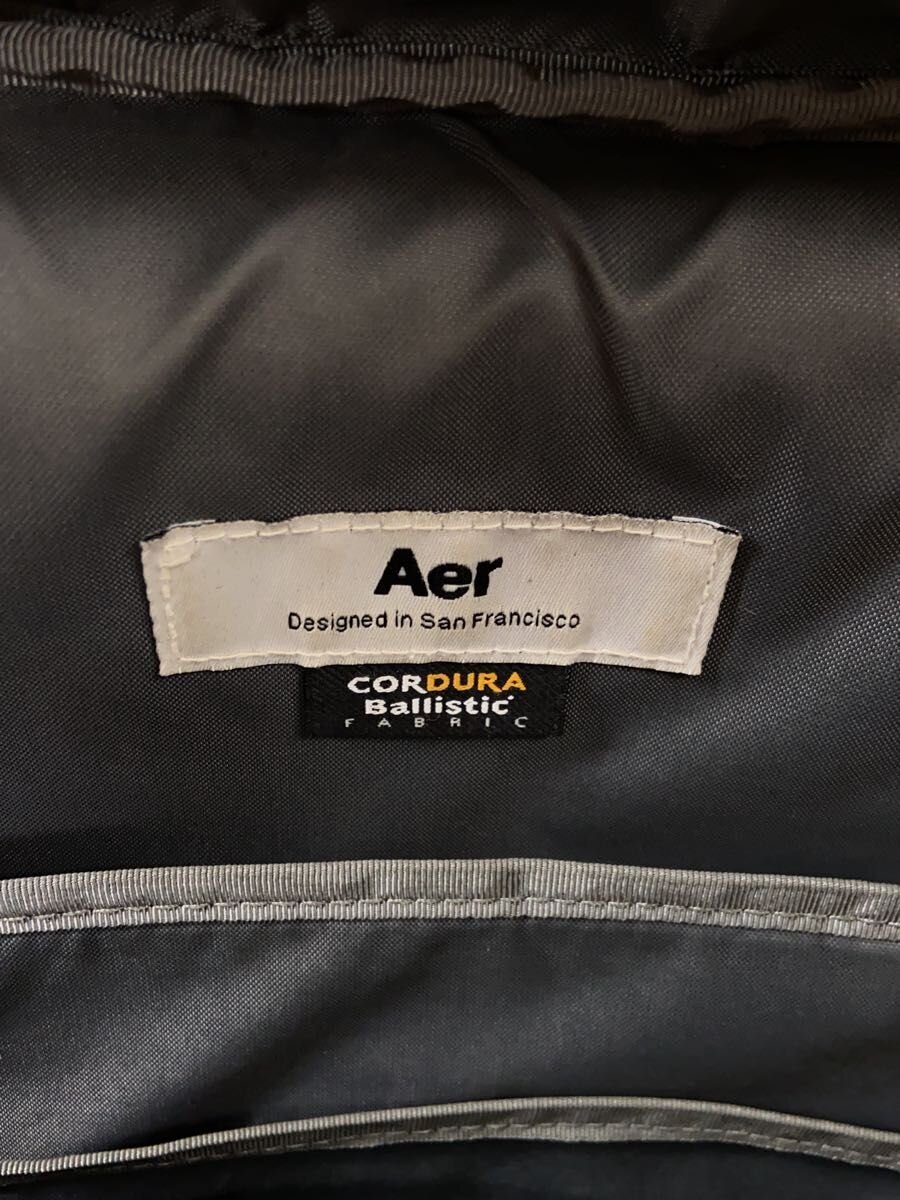 Aer
Designed in San Francisco
CORDURA
Ballistic
FABRIC